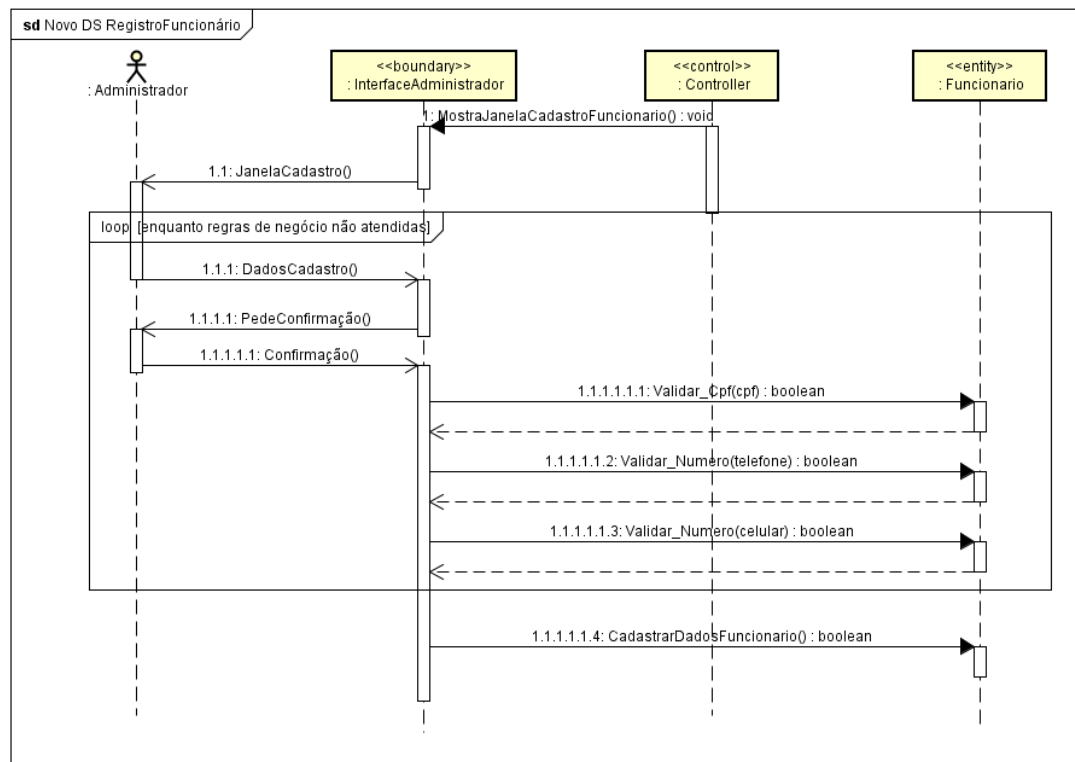 sd Novo DS RegistroFuncionário
<<boundary>>
: InterfaceAdministrador
<<control>>
: Controller
<<entity>>
: Funcionario
: Administrador
1: MostraJanelaCadastroFuncionario() : void
1.1: JanelaCadastro()
loop [enquanto regras de negócio não atendidas]
1.1.1: DadosCadastro()
1.1.1.1: PedeConfirmação()
1.1.1.1.1: Confirmação()
1.1.1.1.1.1: Validar_Cpf(cpf) : boolean
1.1.1.1.1.2: Validar_Numero(telefone) : boolean
1.1.1.1.1.3: Validar_Numero(celular) : boolean
1.1.1.1.1.4: CadastrarDadosFuncionario() : boolean